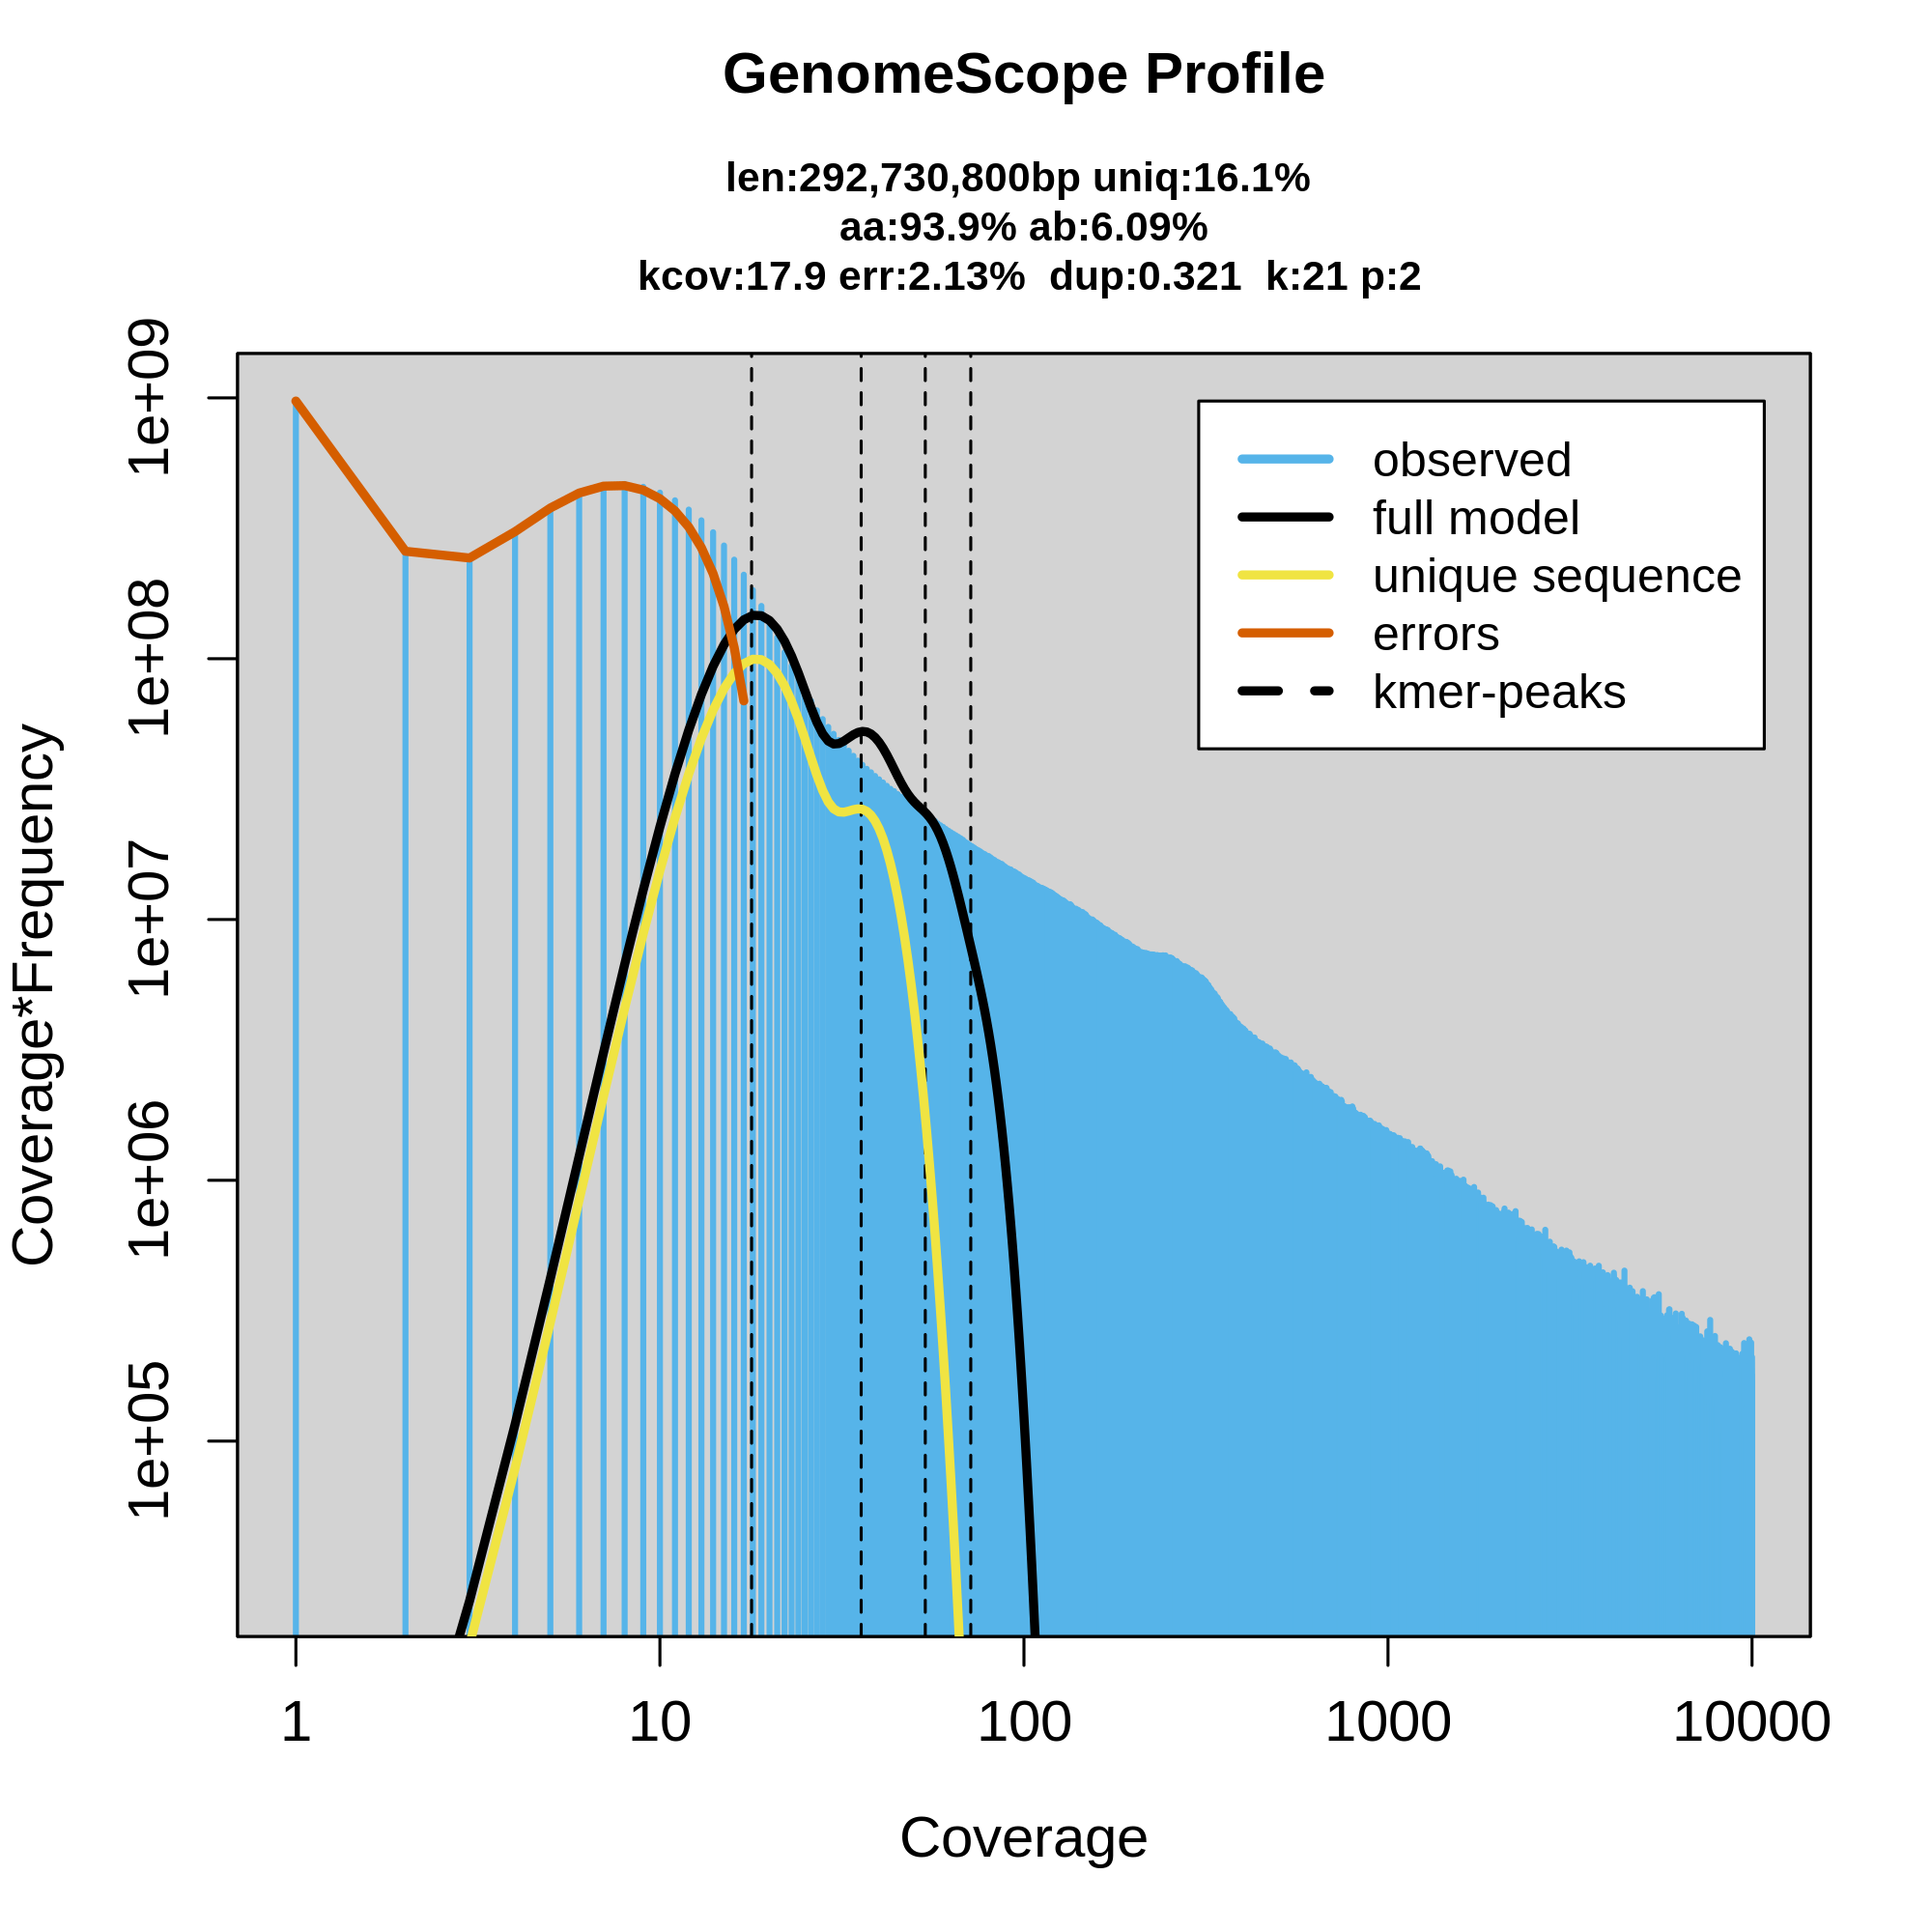 GenomeScope Profile
len:292,730,800bp uniq:16.1%
aa:93.9% ab:6.09%
kcov:17.9 err:2.13%  dup:0.321  k:21 p:2
Coverage*Frequency
1e+09
1e+08
1e+07
1e+06
1e+05
observed
full model
unique sequence
errors
kmer-peaks
1 10 100 1000 10000
Coverage